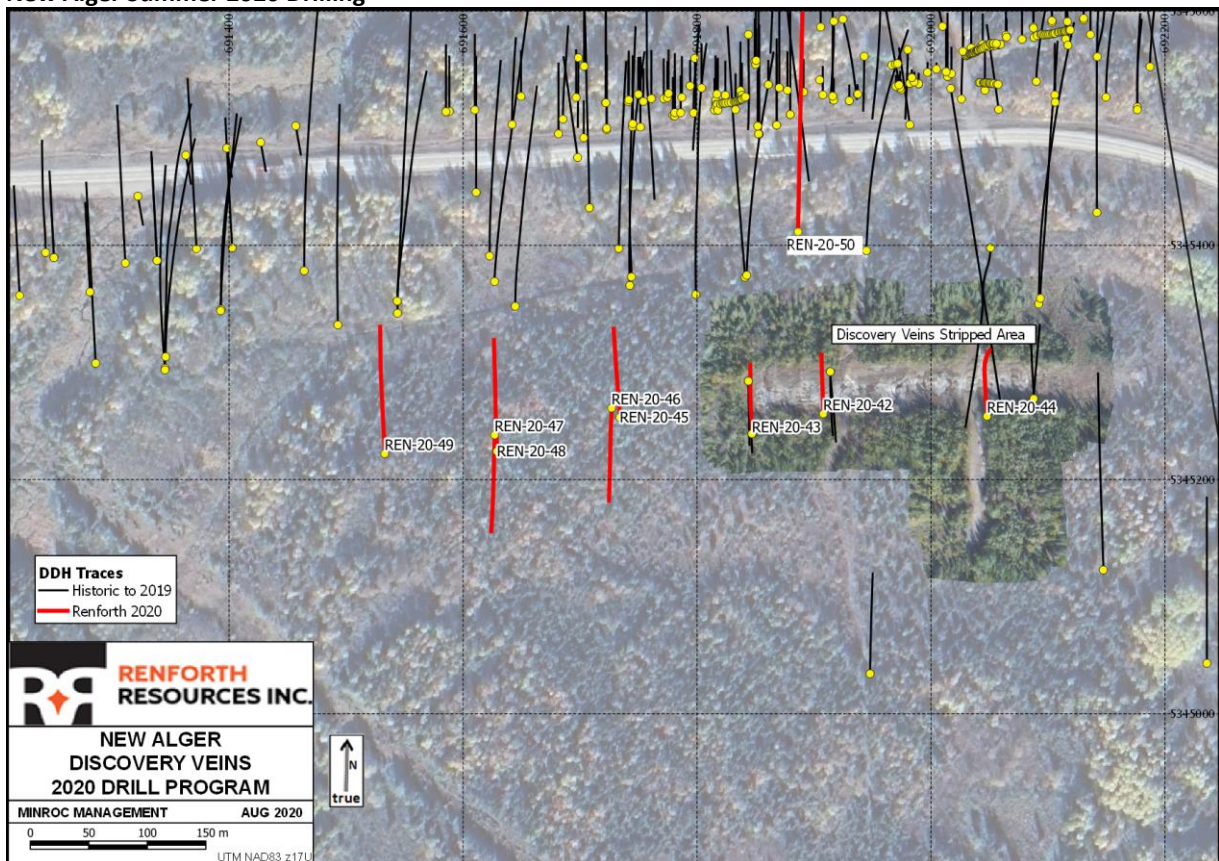 New Alger Summer 2020 Drilling
691400
691600
691800
692000
692200
5345600
REN-20-50
5345400
Discovery Veins Stripped Area
REN-20-46
REN-20-45
REN-20-42
REN-20-44
REN-20-43
REN-20-47
REN-20-49
REN-20-48
5345200
DDH Traces
Historic to 2019
Renforth 2020
5345000
RENFORTH
RESOURCES INC.
NEW ALGER
DISCOVERY VEINS
2020 DRILL PROGRAM
N
true
MINROC MANAGEMENT AUG 2020
0 50 100 150 m
UTM NAD83 z17U